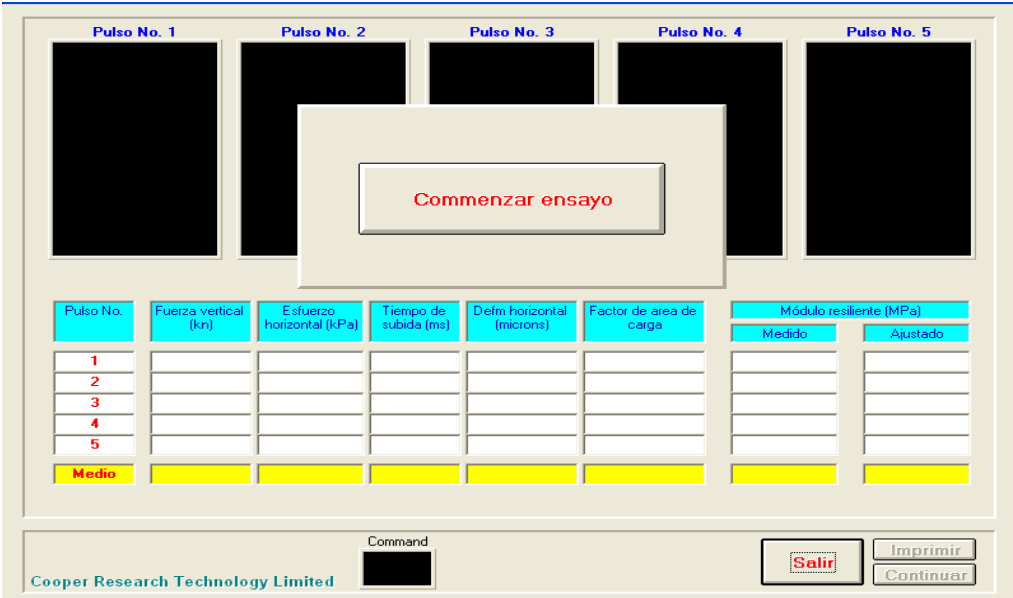 Pulso No. 1
Pulso No. 2
Pulso No. 3
Pulso No. 4
Pulso No. 5
Commenzar ensayo
Pulso No.
Fuerza vertical
(kn)
Esfuerzo
horizontal (kPa)
Tiempo de
subida (ms)
Defm horizontal
(microns)
Factor de area de
carga
Módulo resiliente (MPa)
Medido
Ajustado
1
2
3
4
5
Medio
Command
Cooper Research Technology Limited
Salir
Imprimir
Continuar